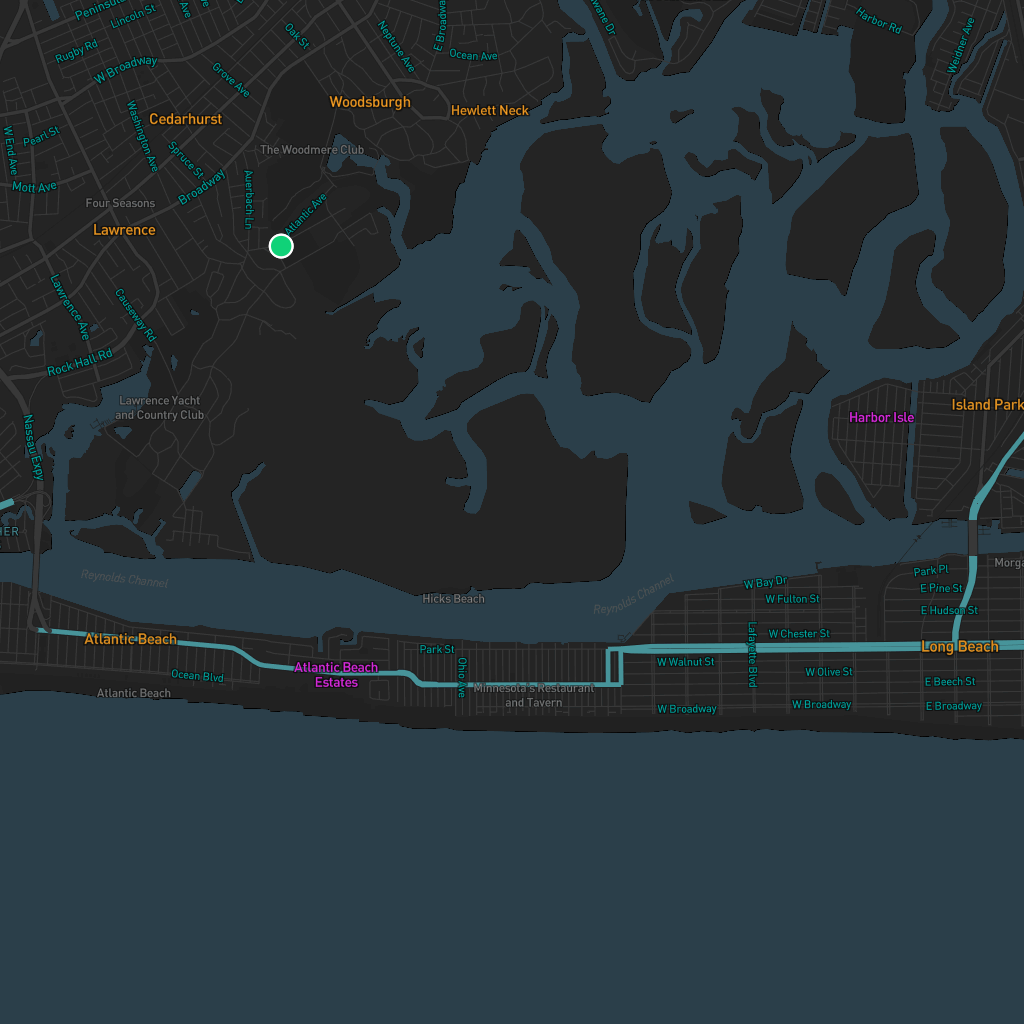 Peninsula
Lincoln St
Ave
Ave
Oak St
Neptune Ave
E Broadway
Ocean Ave
Harbor Rd
Weidner Ave
Rugby Rd
W Broadway
Grove Ave
Woodsburgh
Hewlett Neck
Cedarhurst
Washington Ave
W End Ave
Pearl St
The Woodmere Club
Spruce St
Mott Ave
Broadway
Auerbach Ln
Atlantic Ave
Four Seasons
Lawrence
Lawrence Ave
Causeway Rd
Rock Hall Rd
Lawrence Yacht
and Country Club
Nassau Expy
Harbor Isle
Island Park
HER
Reynolds Channel
Hicks Beach
Reynolds Channel
W Bay Dr
Park Pl
Morga
E Pine St
W Fulton St
E Hudson St
W Chester St
Lafayette Blvd
Atlantic Beach
Park St
Ohio Ave
Long Beach
W Walnut St
W Olive St
Atlantic Beach
Estates
Ocean Blvd
E Beech St
Atlantic Beach
Minnesota's Restaurant
and Tavern
W Broadway
W Broadway
E Broadway